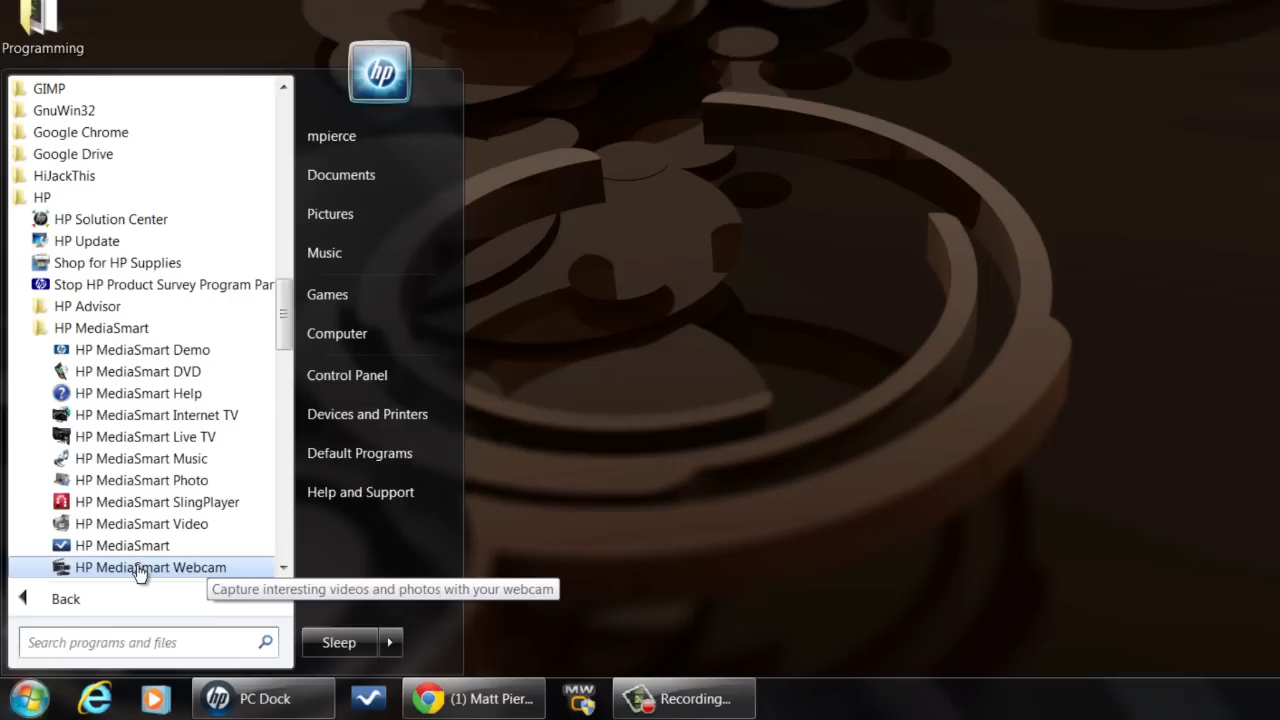 Programming
GIMP
GnuWin32
Google Chrome
Google Drive
HiJackThis
HP
HP Solution Center
HP Update
Shop for HP Supplies
Stop HP Product Survey Program Par
HP Advisor
HP MediaSmart
HP MediaSmart Demo
HP MediaSmart DVD
HP MediaSmart Help
HP MediaSmart Internet TV
HP MediaSmart Live TV
HP MediaSmart Music
HP MediaSmart Photo
HP MediaSmart SlingPlayer
HP MediaSmart Video
HP MediaSmart
HP MediaSmart Webcam
Capture interesting videos and photos with your webcam
Back
Search programs and files
hp
mpierce
Documents
Pictures
Music
Games
Computer
Control Panel
Devices and Printers
Default Programs
Help and Support
Sleep
hp PC Dock
(1) Matt Pier...
MW
Recording...